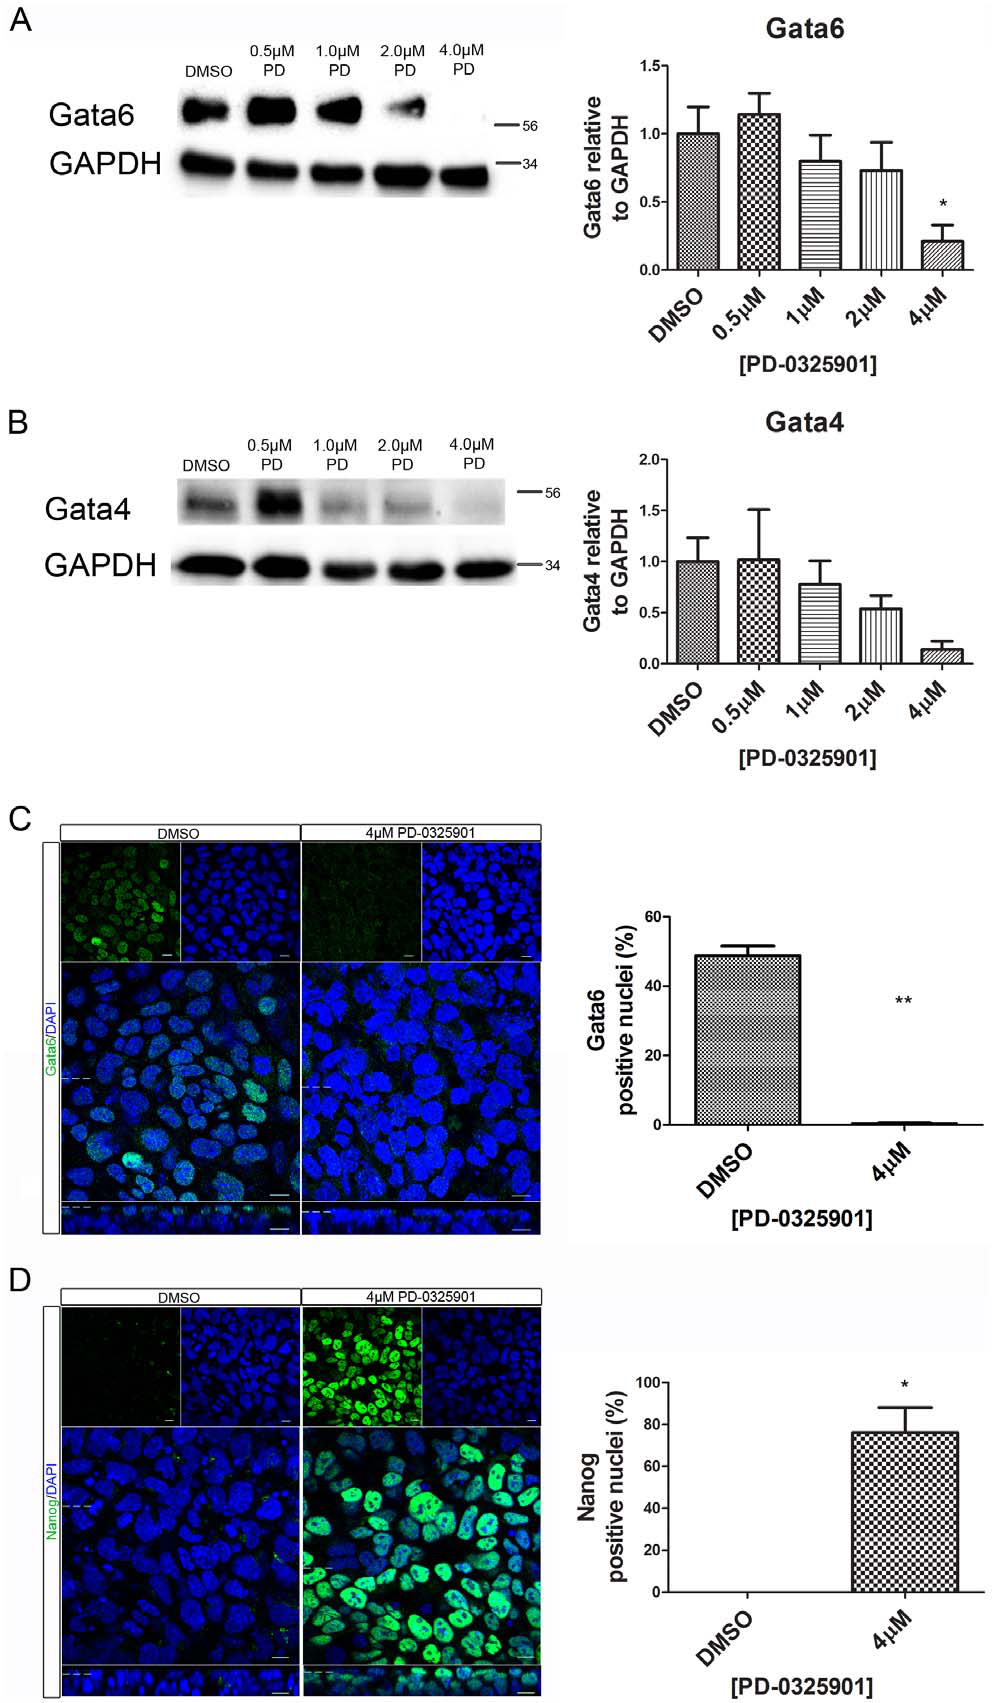 A
DMSO
0.5µM
PD
1.0µM
PD
2.0µM
PD
4.0µM
PD
Gata6
56
GAPDH
34
Gata6
Gata6 relative
to GAPDH
1.5
1.0
0.5
0.0
*
DMSO
0.5µM
1µM
2µM
4µM
[PD-0325901]
B
DMSO
0.5µM
PD
1.0µM
PD
2.0µM
PD
4.0µM
PD
Gata4
56
GAPDH
34
Gata4
Gata4 relative
to GAPDH
2.0
1.5
1.0
0.5
0.0
DMSO
0.5µM
1µM
2µM
4µM
[PD-0325901]
C
DMSO
4µM PD-0325901
Gata6/DAPI
Gata6
positive nuclei (%)
60
40
20
0
**
DMSO
4µM
[PD-0325901]
D
DMSO
4µM PD-0325901
Nanog/DAPI
Nanog
positive nuclei (%)
100
80
60
40
20
0
*
DMSO
4µM
[PD-0325901]